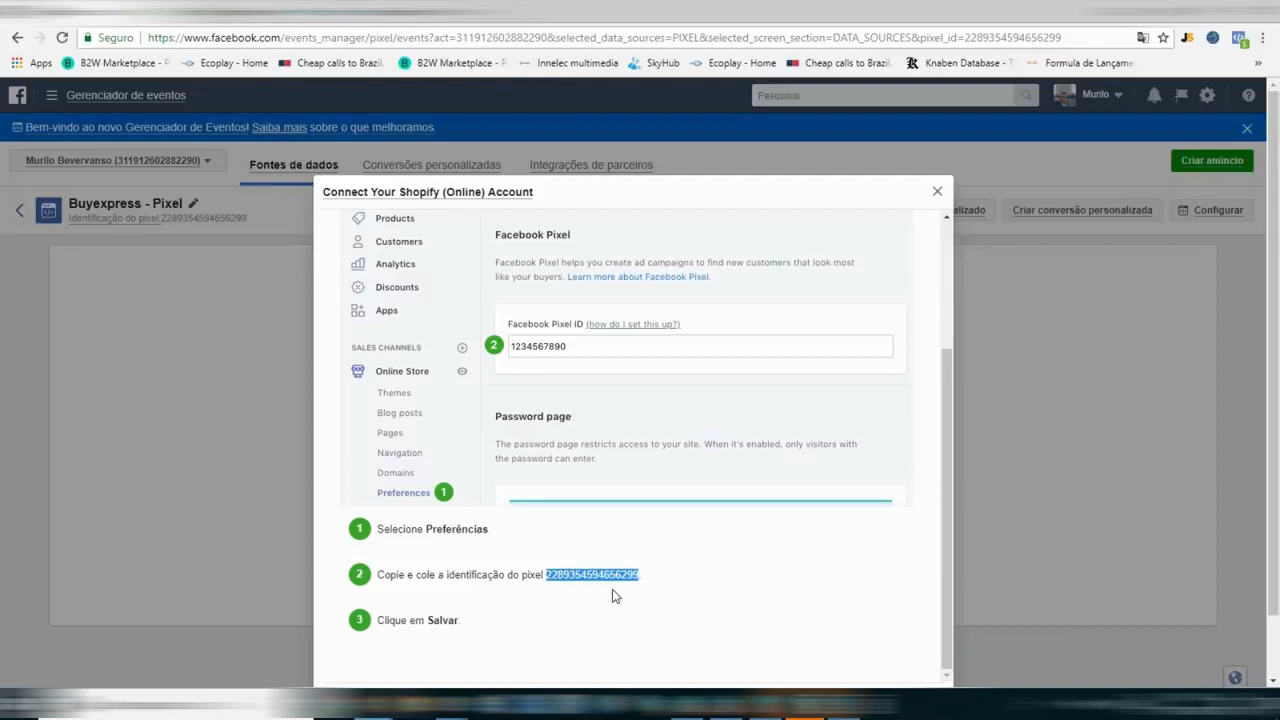 Seguro
https://www.facebook.com/events_manager/pixel/events?act=311912602882290&selected_data_sources=PIXEL&selected_screen_section=DATA_SOURCES&pixel_id=2289354594656299
Apps B2W Marketplace - P Ecoplay - Home Cheap calls to Brazil B2W Marketplace - P Innelec multimedia SkyHub Ecoplay - Home Cheap calls to Brazil Knaben Database - T Formula de Lançame »
Gerenciador de eventos Pesquisar Murilo
Bem-vindo ao novo Gerenciador de Eventos! Saiba mais sobre o que melhoramos.
Murilo Bevervanso (311912602882290) Fontes de dados Conversões personalizadas Integrações de parceiros Criar anúncio
Connect Your Shopify (Online) Account
Buyexpress - Pixel
Identificação do pixel 2289354594656299
alizado Criar conversão personalizada Configurar
Products
Customers
Analytics
Discounts
Apps
SALES CHANNELS
Online Store
Themes
Blog posts
Pages
Navigation
Domains
Preferences 1
Facebook Pixel
Facebook Pixel helps you create ad campaigns to find new customers that look most
like your buyers. Learn more about Facebook Pixel.
Facebook Pixel ID (how do I set this up?)
2 1234567890
Password page
The password page restricts access to your site. When it's enabled, only visitors with
the password can enter.
1 Selecione Preferências.
2 Copie e cole a identificação do pixel 2289354594656299.
3 Clique em Salvar.